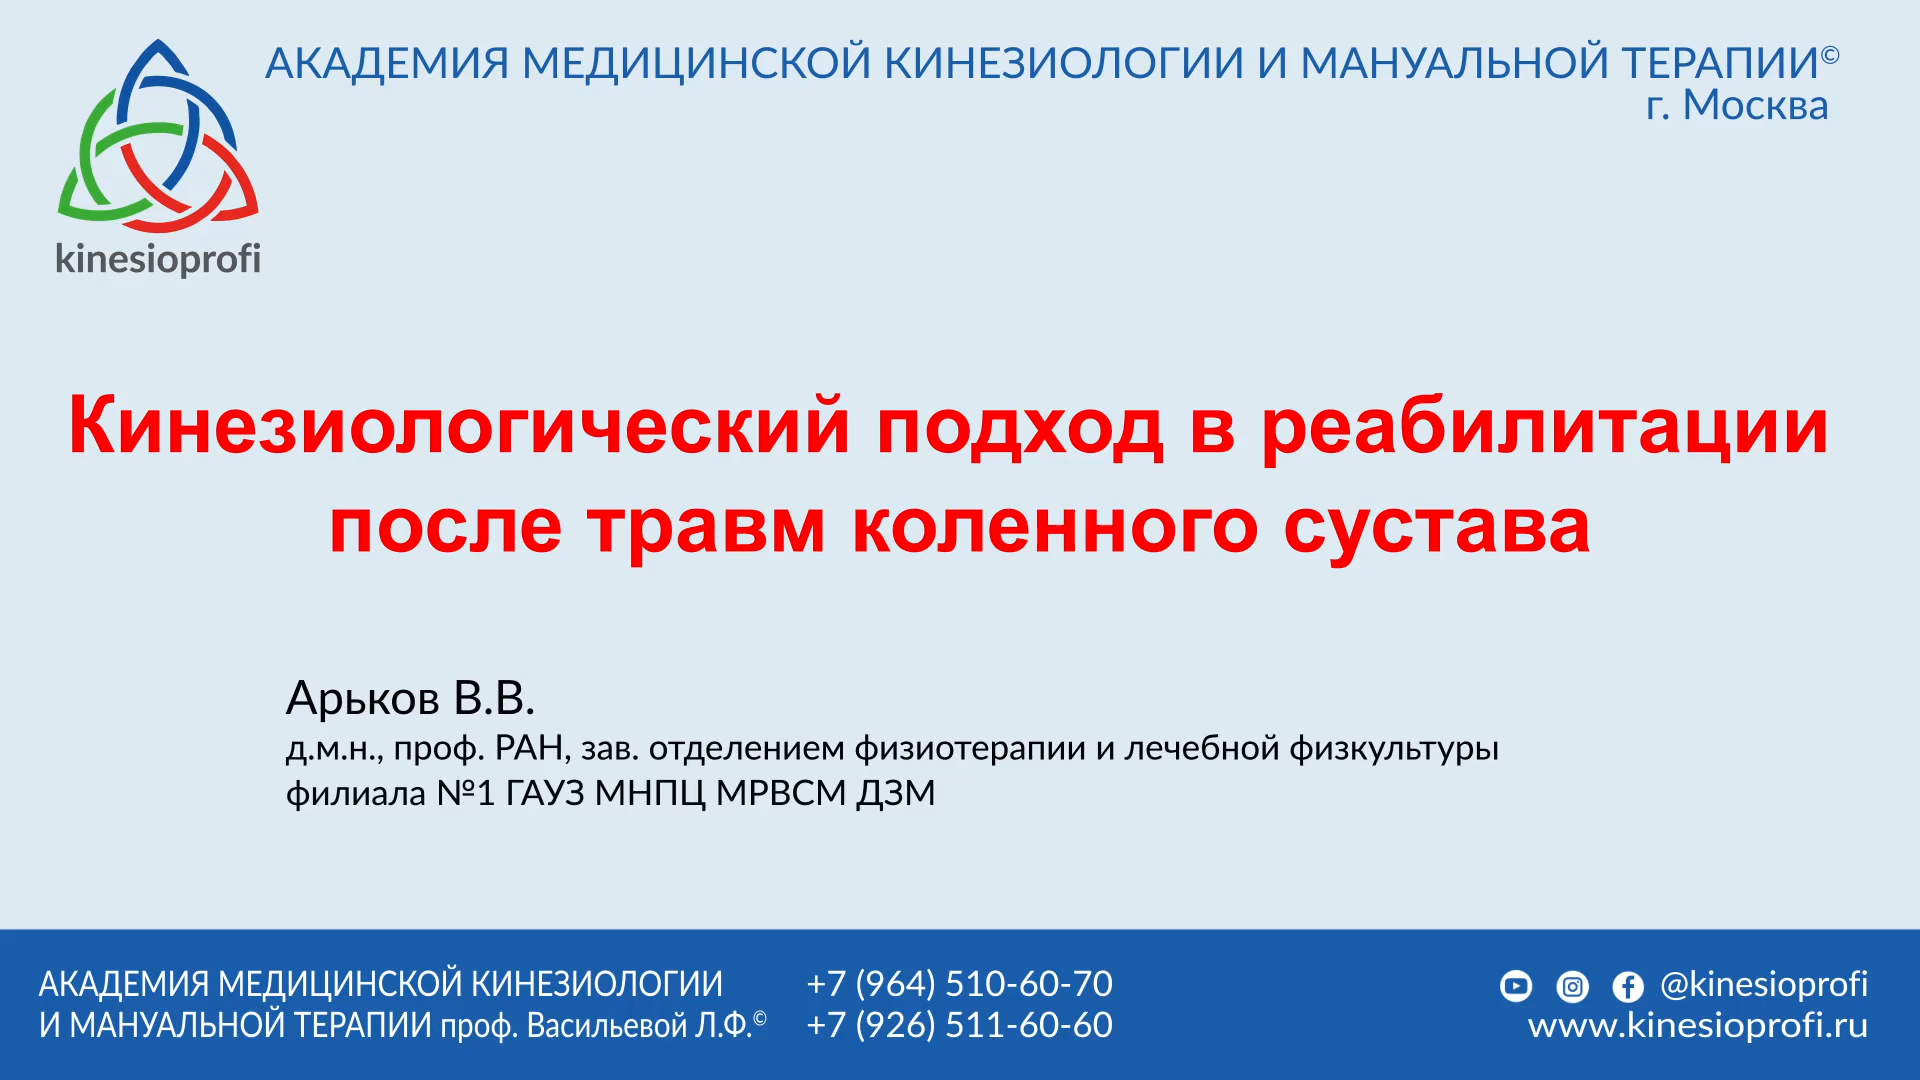 АКАДЕМИЯ МЕДИЦИНСКОЙ КИНЕЗИОЛОГИИ И МАНУАЛЬНОЙ ТЕРАПИИ©
г. Москва
kinesioprofi
Кинезиологический подход в реабилитации
после травм коленного сустава
Арьков В.В.
д.м.н., проф. РАН, зав. отделением физиотерапии и лечебной физкультуры
филиала №1 ГАУЗ МНПЦ МРВСМ ДЗМ
АКАДЕМИЯ МЕДИЦИНСКОЙ КИНЕЗИОЛОГИИ
И МАНУАЛЬНОЙ ТЕРАПИИ проф. Васильевой Л.Ф.©
+7 (964) 510-60-70
+7 (926) 511-60-60
@kinesioprofi
www.kinesioprofi.ru